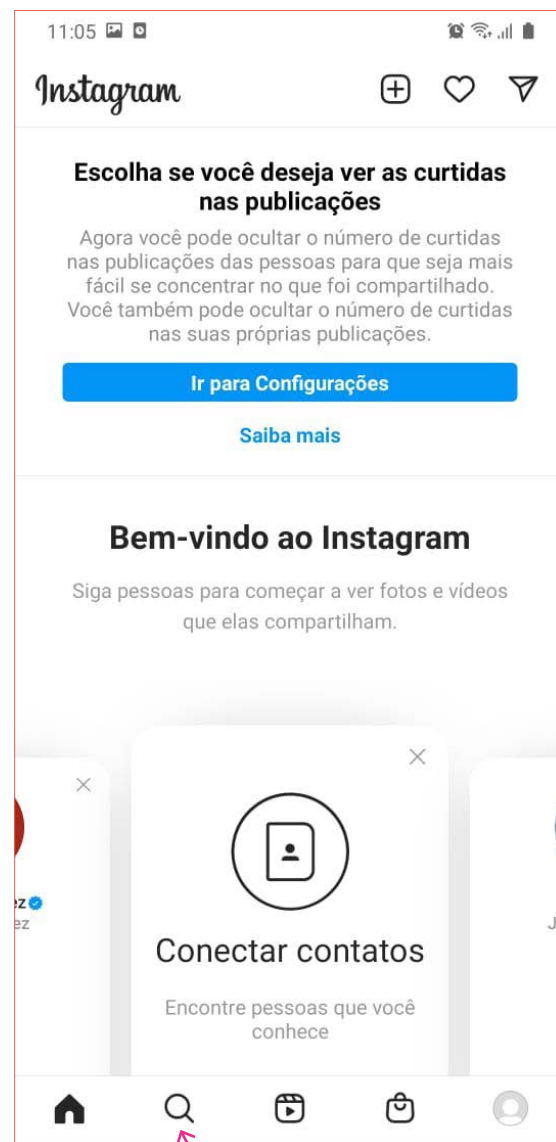 11:05
Instagram
Escolha se você deseja ver as curtidas
nas publicações
Agora você pode ocultar o número de curtidas
nas publicações das pessoas para que seja mais
fácil se concentrar no que foi compartilhado.
Você também pode ocultar o número de curtidas
nas suas próprias publicações.
Ir para Configurações
Saiba mais
Bem-vindo ao Instagram
Siga pessoas para começar a ver fotos e vídeos
que elas compartilham.
ez
ez
J
Conectar contatos
Encontre pessoas que você
conhece